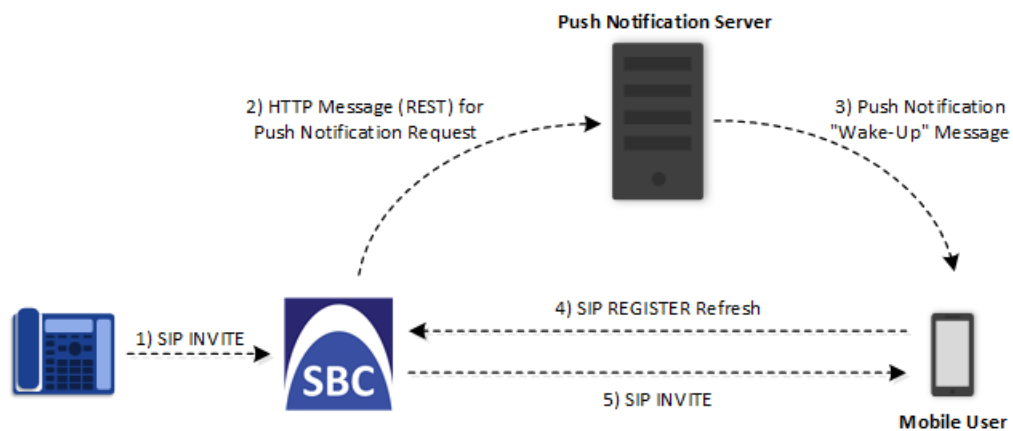 Push Notification Server
2) HTTP Message (REST) for
Push Notification Request
3) Push Notification
"Wake-Up" Message
1) SIP INVITE
SBC
4) SIP REGISTER Refresh
5) SIP INVITE
Mobile User